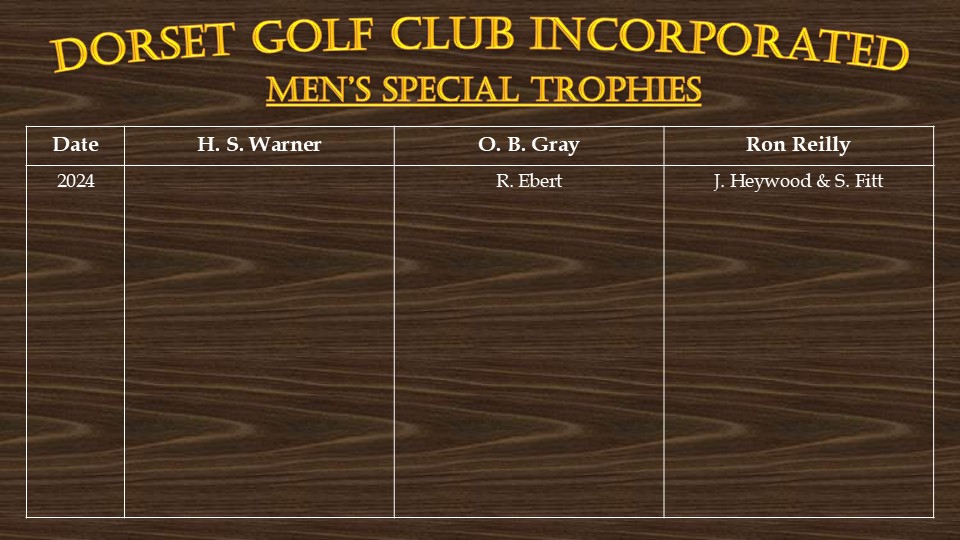 DORSET GOLF CLUB INCORPORATED
MEN'S SPECIAL TROPHIES
Date H. S. Warner O. B. Gray Ron Reilly
2024 R. Ebert J. Heywood & S. Fitt